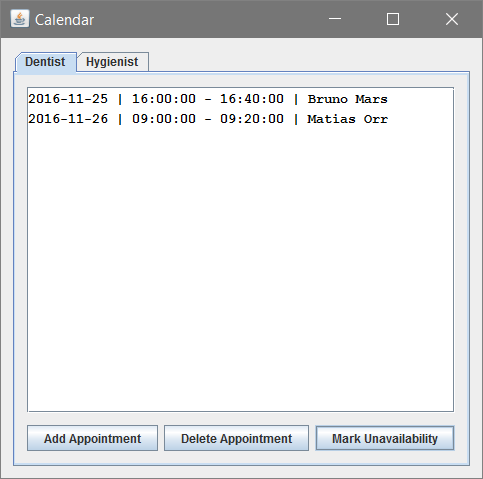 Calendar
Dentist Hygienist
2016-11-25 | 16:00:00 - 16:40:00 | Bruno Mars
2016-11-26 | 09:00:00 - 09:20:00 | Matias Orr
Add Appointment Delete Appointment Mark Unavailability